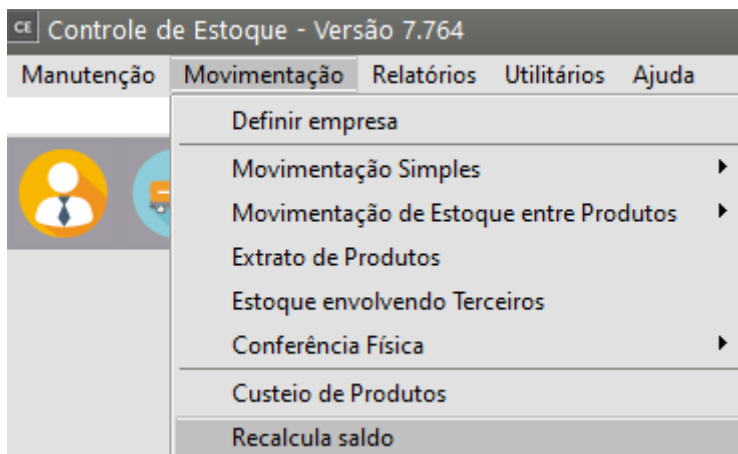 CE Controle de Estoque - Versão 7.764
Manutenção Movimentação Relatórios Utilitários Ajuda
Definir empresa
Movimentação Simples
Movimentação de Estoque entre Produtos
Extrato de Produtos
Estoque envolvendo Terceiros
Conferência Física
Custeio de Produtos
Recalcula saldo